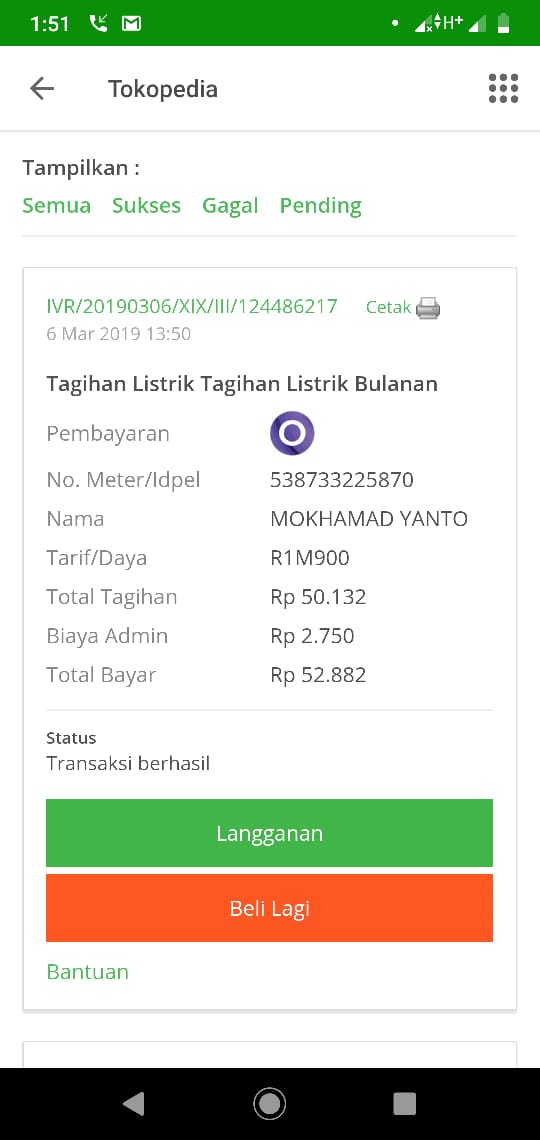 1:51 H+
Tokopedia
Tampilkan :
Semua Sukses Gagal Pending
IVR/20190306/XIX/III/124486217 Cetak
6 Mar 2019 13:50
Tagihan Listrik Tagihan Listrik Bulanan
Pembayaran
No. Meter/Idpel 538733225870
Nama MOKHAMAD YANTO
Tarif/Daya R1M900
Total Tagihan Rp 50.132
Biaya Admin Rp 2.750
Total Bayar Rp 52.882
Status
Transaksi berhasil
Langganan
Beli Lagi
Bantuan